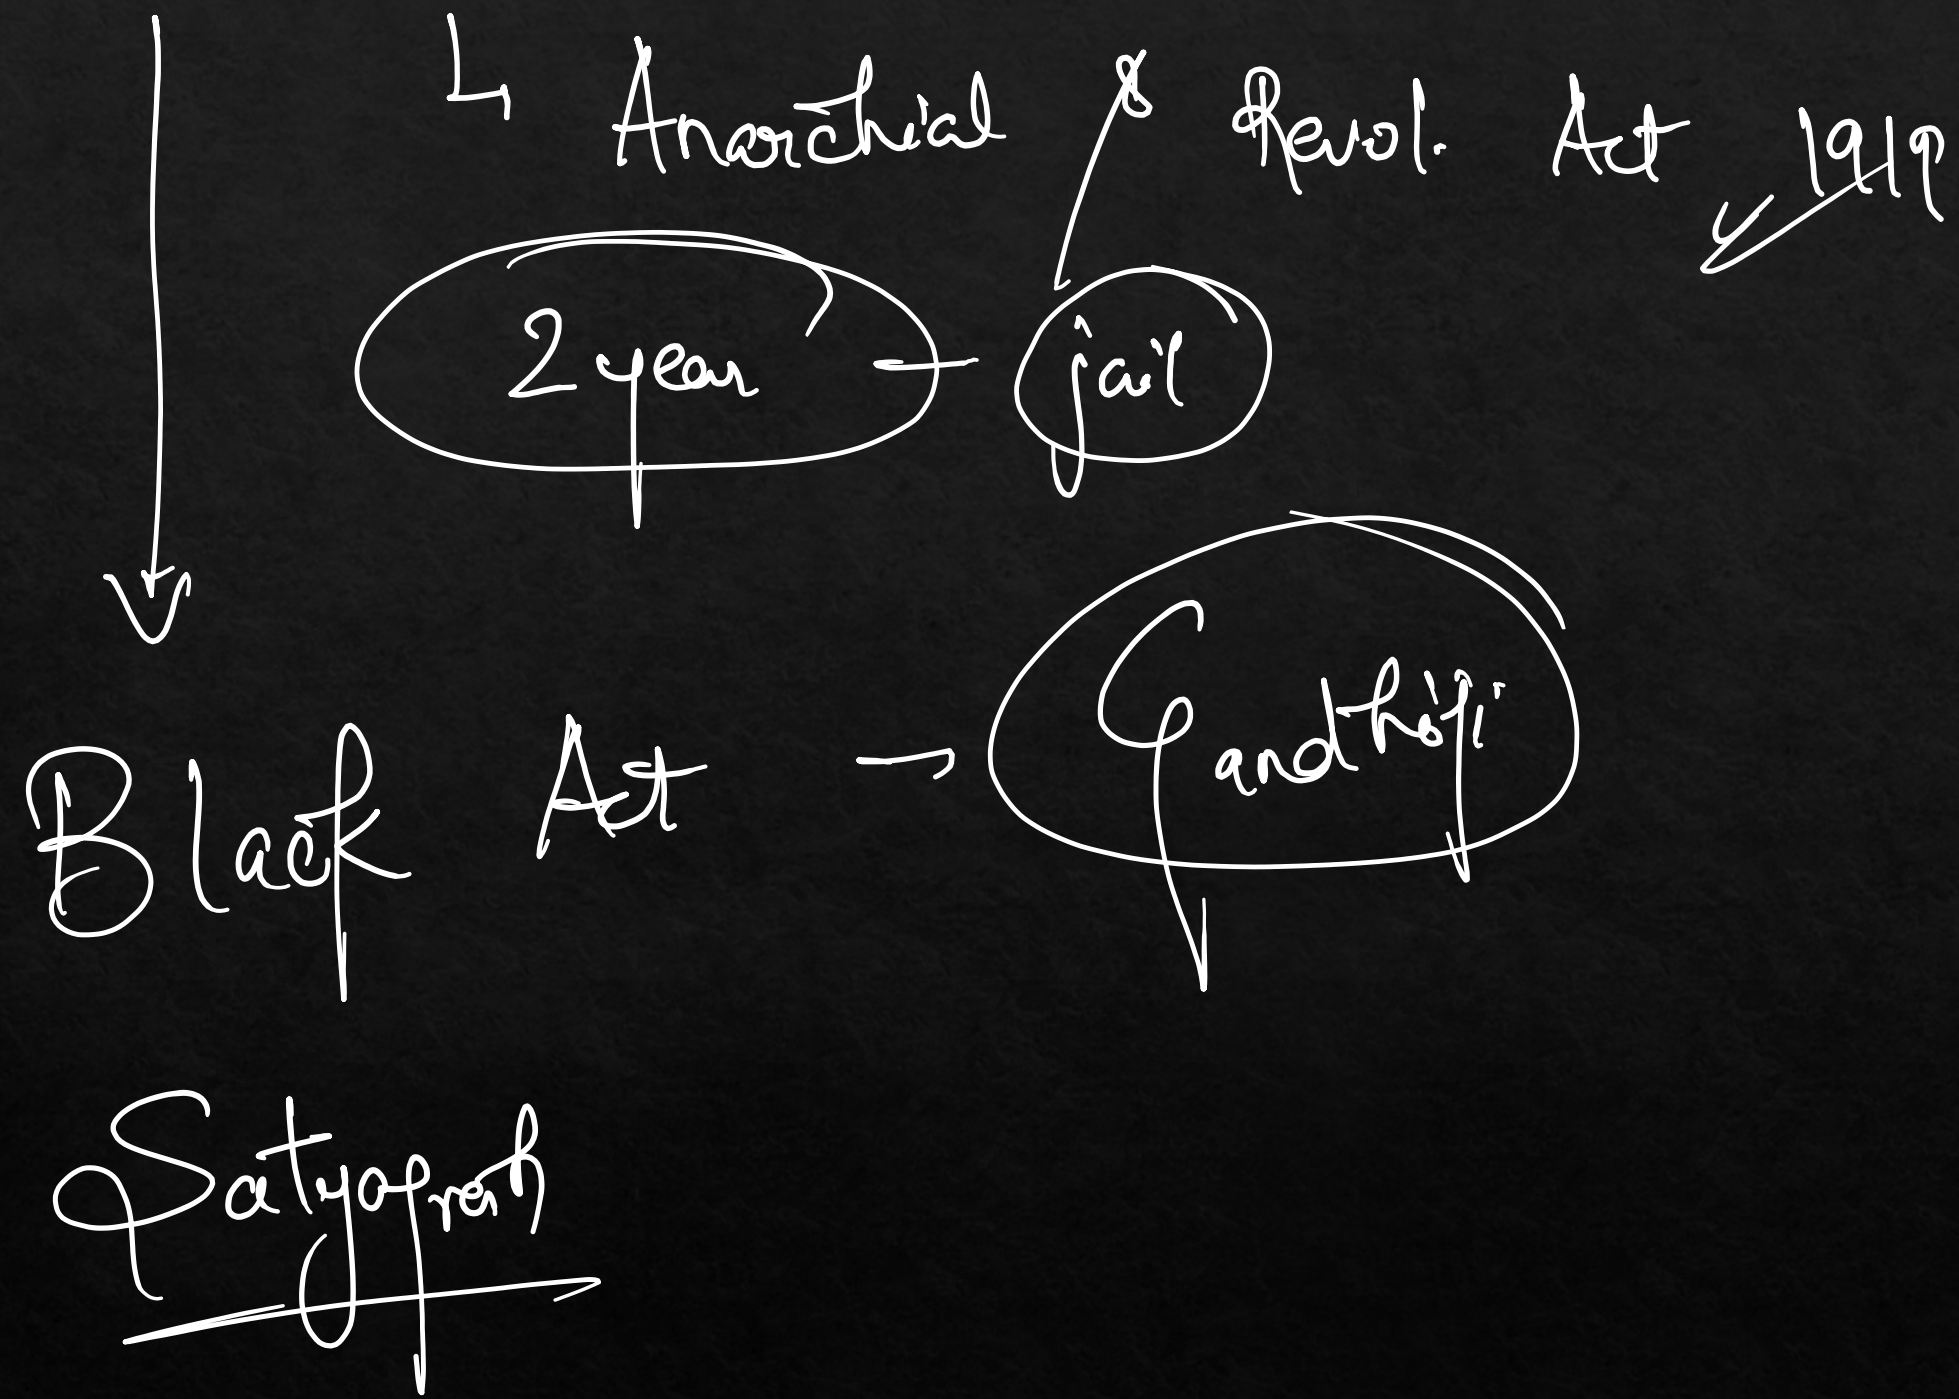 ↳ Anarchial & Revol. Act 1919
2 year - jail
Black Act → Gandhiji
Satyagrah